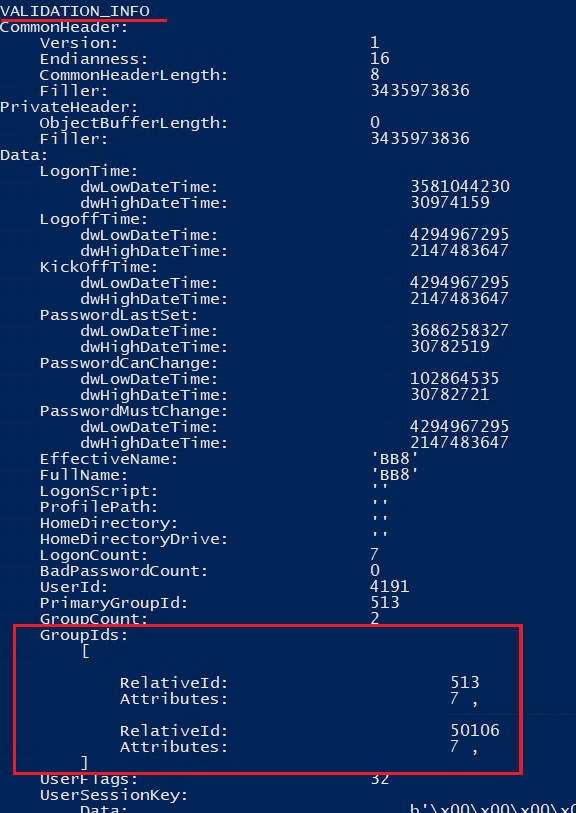 VALIDATION_INFO
CommonHeader:
Version: 1
Endianness: 16
CommonHeaderLength: 8
Filler: 3435973836
PrivateHeader:
ObjectBufferLength: 0
Filler: 3435973836
Data:
LogonTime:
dwLowDateTime: 3581044230
dwHighDateTime: 30974159
LogoffTime:
dwLowDateTime: 4294967295
dwHighDateTime: 2147483647
KickOffTime:
dwLowDateTime: 4294967295
dwHighDateTime: 2147483647
PasswordLastSet:
dwLowDateTime: 3686258327
dwHighDateTime: 30782519
PasswordCanChange:
dwLowDateTime: 102864535
dwHighDateTime: 30782721
PasswordMustChange:
dwLowDateTime: 4294967295
dwHighDateTime: 2147483647
EffectiveName: 'BB8'
FullName: 'BB8'
LogonScript: ''
ProfilePath: ''
HomeDirectory: ''
HomeDirectoryDrive: ''
LogonCount: 7
BadPasswordCount: 0
UserId: 4191
PrimaryGroupId: 513
GroupCount: 2
GroupIds:
[
RelativeId: 513
Attributes: 7 ,
RelativeId: 50106
Attributes: 7 ,
]
UserFlags: 32
UserSessionKey:
Data: b'\x00\x00\x00\x0